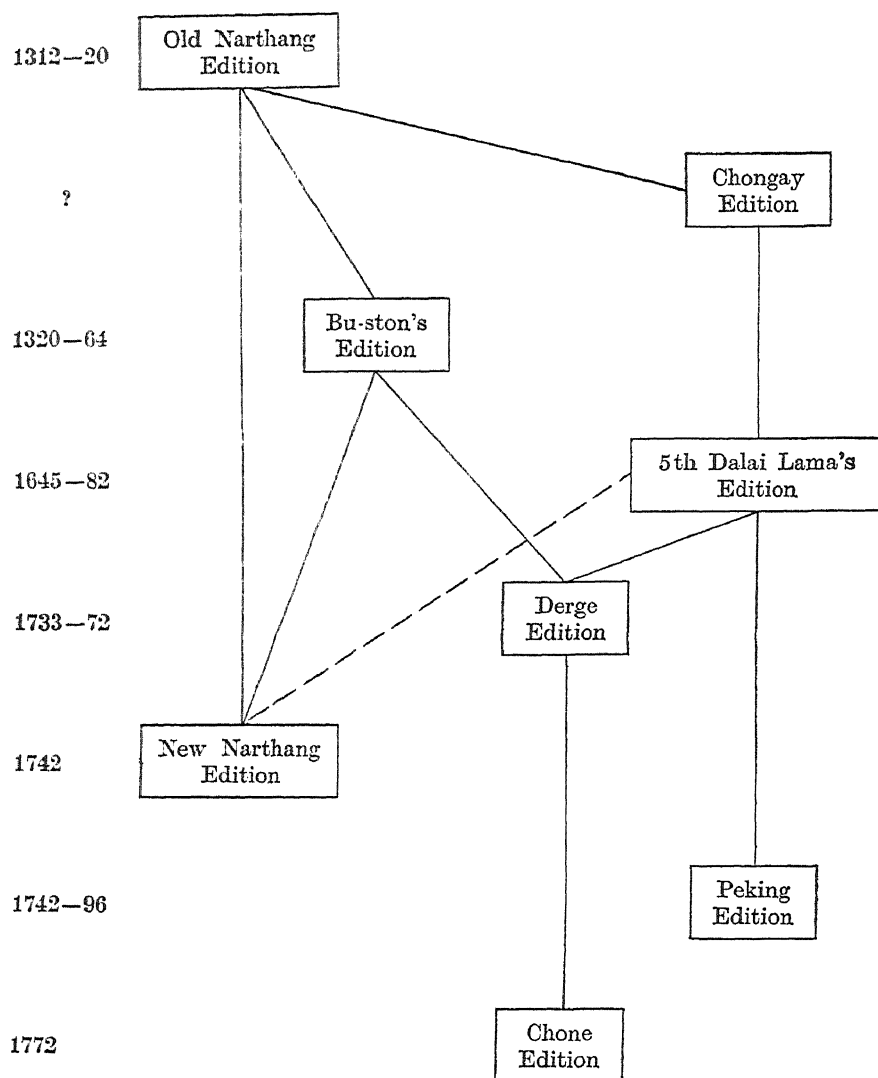 1312—20
Old Narthang
Edition
?
Chongay
Edition
1320—64
Bu-ston's
Edition
1645—82
5th Dalai Lama's
Edition
1733—72
Derge
Edition
1742
New Narthang
Edition
1742—96
Peking
Edition
1772
Chone
Edition